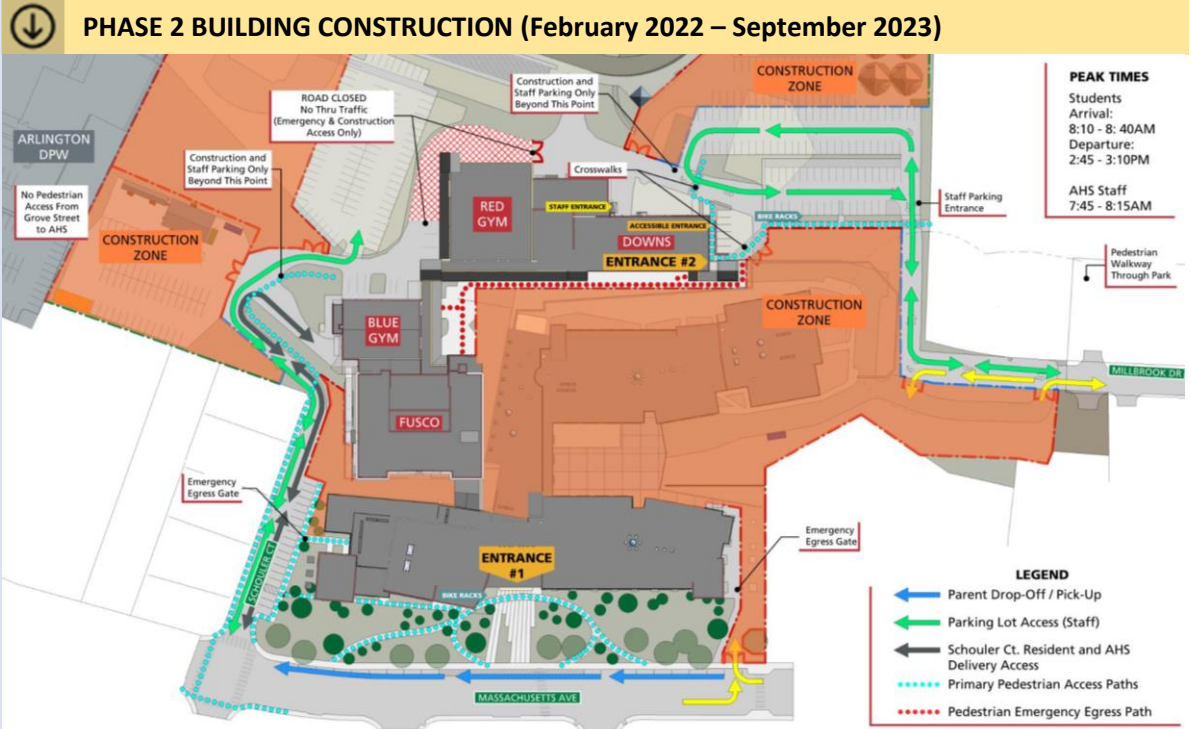 PHASE 2 BUILDING CONSTRUCTION (February 2022 – September 2023)
ARLINGTON
DPW
No Pedestrian
Access From
Grove Street
to AHS
CONSTRUCTION
ZONE
Construction and
Staff Parking Only
Beyond This Point
ROAD CLOSED
No Thru Traffic
(Emergency & Construction
Access Only)
Construction and
Staff Parking Only
Beyond This Point
CONSTRUCTION
ZONE
PEAK TIMES
Students
Arrival:
8:10 - 8: 40AM
Departure:
2:45 - 3:10PM
AHS Staff
7:45 - 8:15AM
Crosswalks
Staff Parking
Entrance
RED
GYM
STAFF ENTRANCE
ACCESSIBLE ENTRANCE
DOWNS
ENTRANCE #2
BIKE RACKS
Pedestrian
Walkway
Through Park
CONSTRUCTION
ZONE
BLUE
GYM
FUSCO
MILLBROOK DR
Emergency
Egress Gate
Emergency
Egress Gate
SCHOULER CT
ENTRANCE
#1
BIKE RACKS
MASSACHUSETTS AVE
LEGEND
Parent Drop-Off / Pick-Up
Parking Lot Access (Staff)
Schouler Ct. Resident and AHS
Delivery Access
Primary Pedestrian Access Paths
Pedestrian Emergency Egress Path